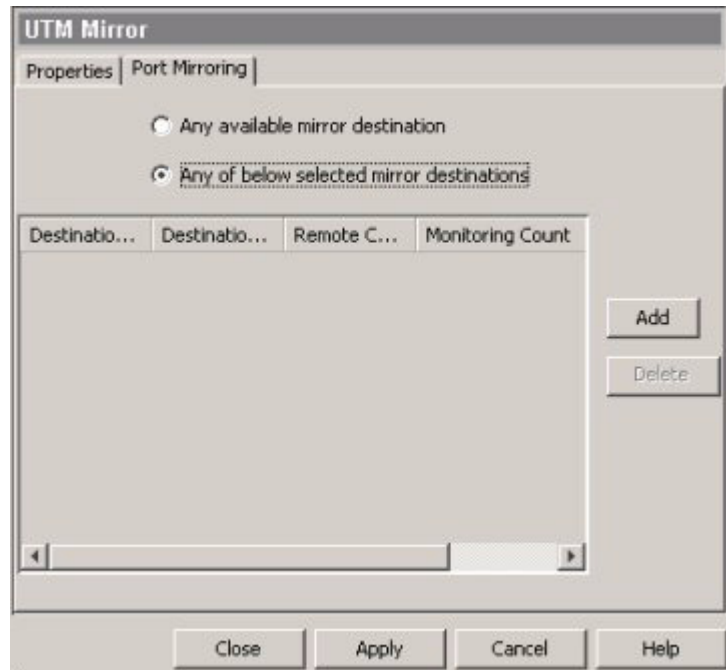 UTM Mirror
Properties Port Mirroring
Any available mirror destination
Any of below selected mirror destinations
Destinatio... Destinatio... Remote C... Monitoring Count
Add
Delete
Close Apply Cancel Help